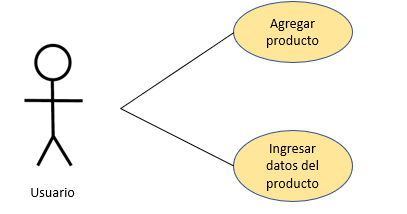 Agregar
producto
Ingresar
datos del
producto
Usuario